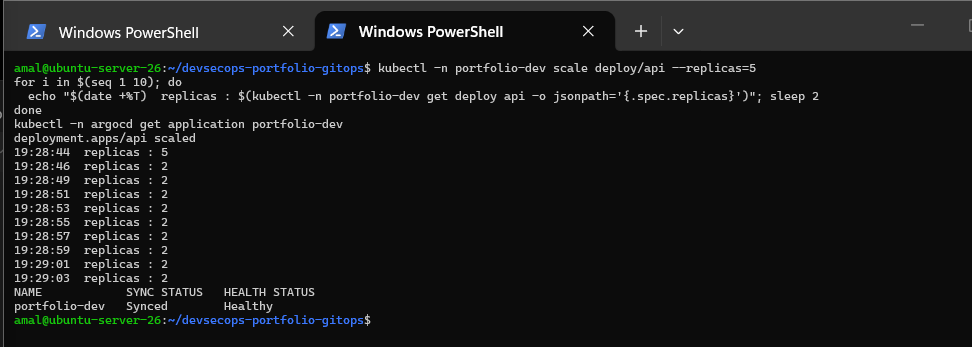 Windows PowerShell
Windows PowerShell
amal@ubuntu-server-26:~/devsecops-portfolio-gitops$ kubectl -n portfolio-dev scale deploy/api --replicas=5
for i in $(seq 1 10); do
  echo "$(date +%T)  replicas : $(kubectl -n portfolio-dev get deploy api -o jsonpath='{.spec.replicas}')"; sleep 2
done
kubectl -n argocd get application portfolio-dev
deployment.apps/api scaled
19:28:44  replicas : 5
19:28:46  replicas : 2
19:28:49  replicas : 2
19:28:51  replicas : 2
19:28:53  replicas : 2
19:28:55  replicas : 2
19:28:57  replicas : 2
19:28:59  replicas : 2
19:29:01  replicas : 2
19:29:03  replicas : 2
NAME            SYNC STATUS   HEALTH STATUS
portfolio-dev   Synced        Healthy
amal@ubuntu-server-26:~/devsecops-portfolio-gitops$